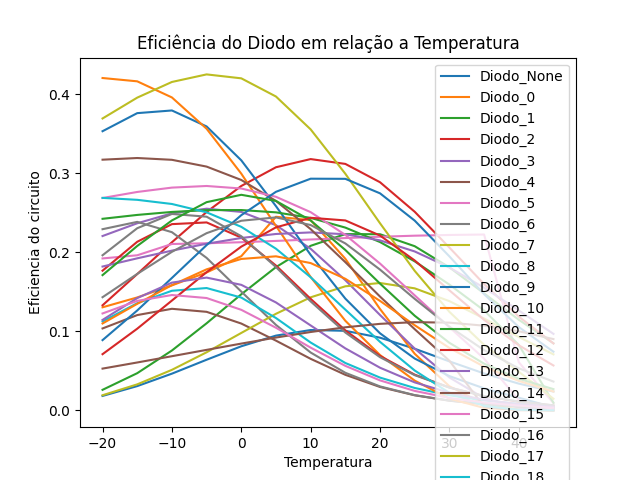 Eficiência do Diodo em relação a Temperatura
Eficiencia do circuito
0.4
0.3
0.2
0.1
0.0
−20
−10
0
10
20
30
40
Temperatura
Diodo_None
Diodo_0
Diodo_1
Diodo_2
Diodo_3
Diodo_4
Diodo_5
Diodo_6
Diodo_7
Diodo_8
Diodo_9
Diodo_10
Diodo_11
Diodo_12
Diodo_13
Diodo_14
Diodo_15
Diodo_16
Diodo_17
Diodo_18